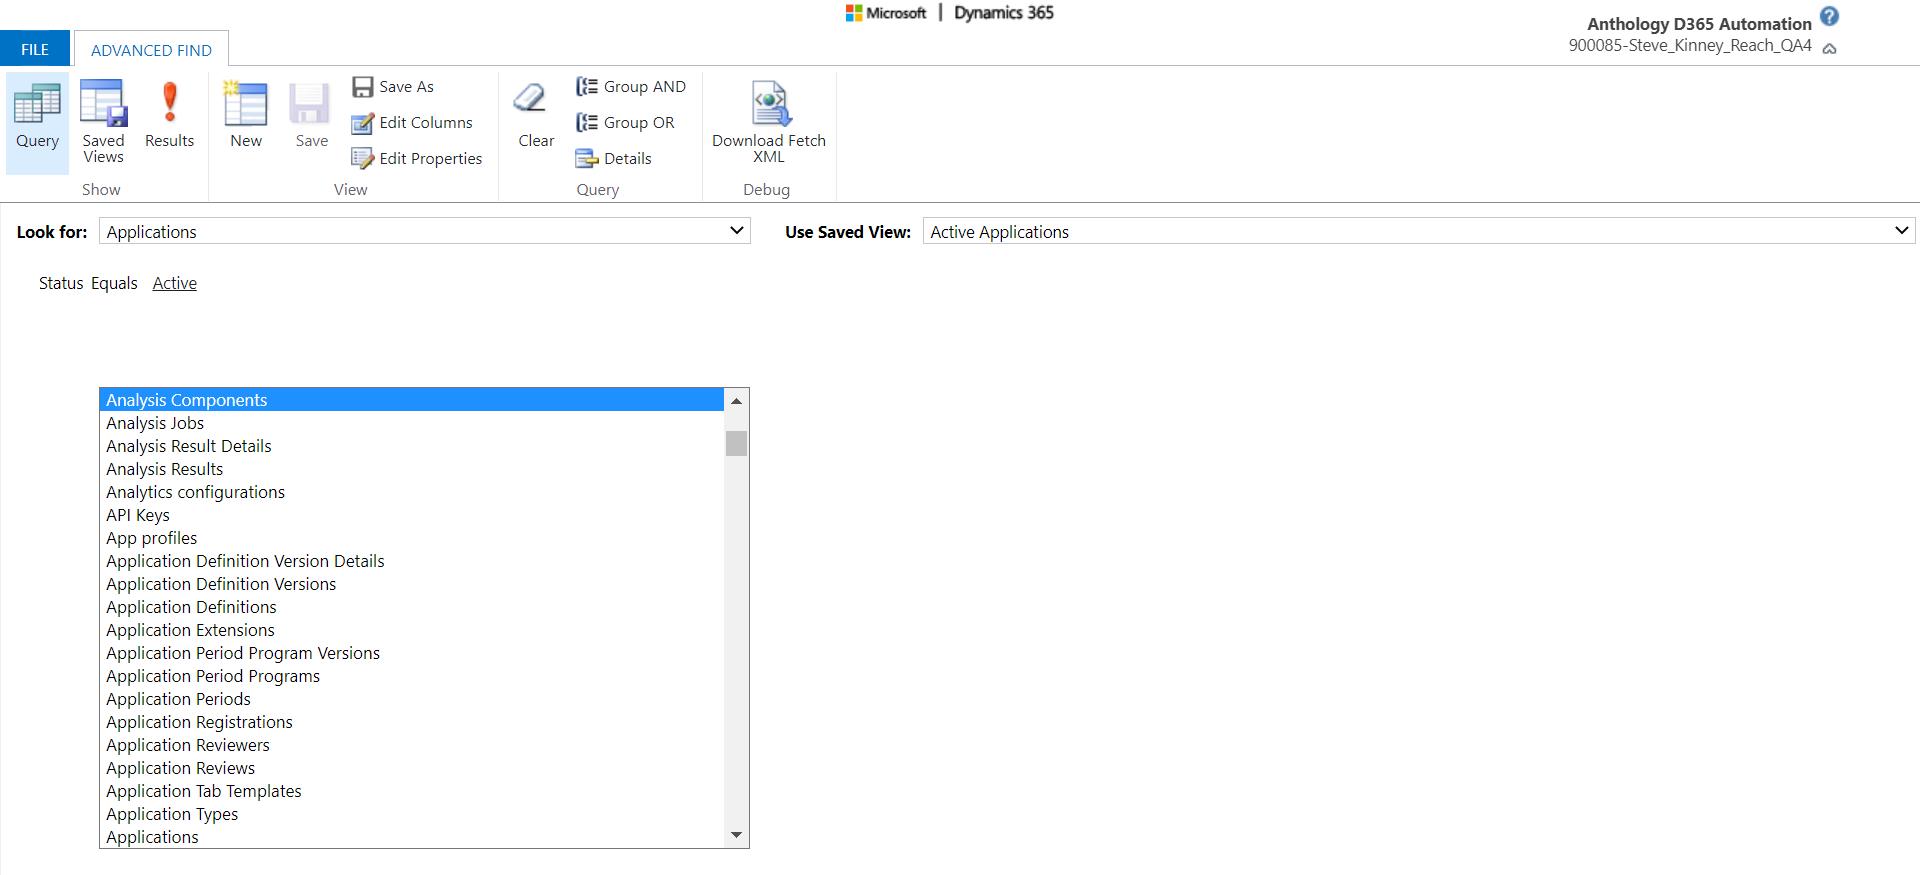 Microsoft | Dynamics 365
Anthology D365 Automation
900085-Steve_Kinney_Reach_QA4
FILE
ADVANCED FIND
Query
Saved Views
Results
Show
New
Save
Save As
Edit Columns
Edit Properties
View
Clear
Group AND
Group OR
Details
Query
Download Fetch XML
Debug
Look for: Applications
Use Saved View: Active Applications
Status Equals Active
Analysis Components
Analysis Jobs
Analysis Result Details
Analysis Results
Analytics configurations
API Keys
App profiles
Application Definition Version Details
Application Definition Versions
Application Definitions
Application Extensions
Application Period Program Versions
Application Period Programs
Application Periods
Application Registrations
Application Reviewers
Application Reviews
Application Tab Templates
Application Types
Applications